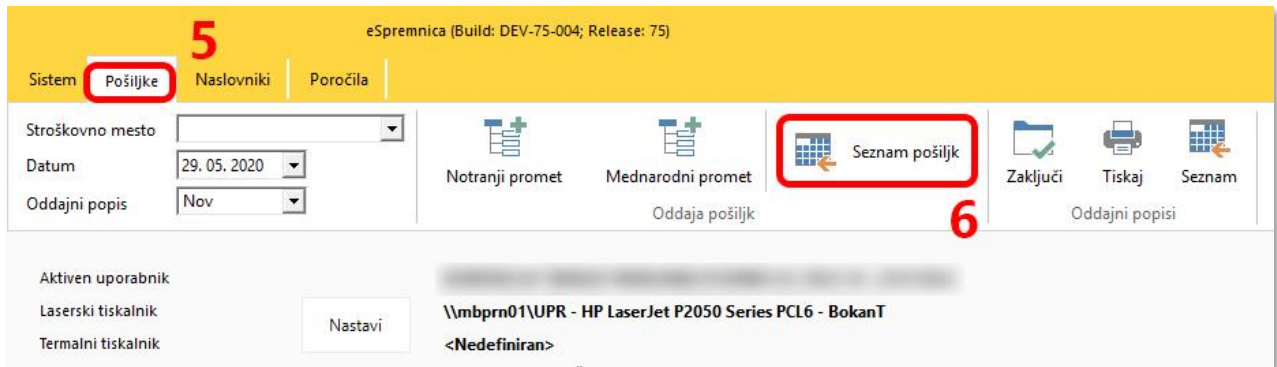 5
eSpremnica (Build: DEV-75-004; Release: 75)
Sistem Pošiljke Naslovniki Poročila
Stroškovno mesto
Datum 29. 05. 2020
Oddajni popis Nov
Notranji promet Mednarodni promet Seznam pošiljk
Oddaja pošiljk
6
Zaključi Tiskaj Seznam
Oddajni popisi
Aktiven uporabnik
Laserski tiskalnik \\mbprn01\UPR - HP LaserJet P2050 Series PCL6 - BokanT
Nastavi
Termalni tiskalnik <Nedefiniran>